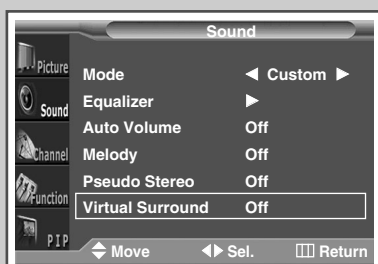 Sound
Picture
Mode ◀ Custom ▶
Sound
Equalizer ▶
Auto Volume Off
Channel
Melody Off
Function
Pseudo Stereo Off
Virtual Surround Off
PIP
Move Sel. Return